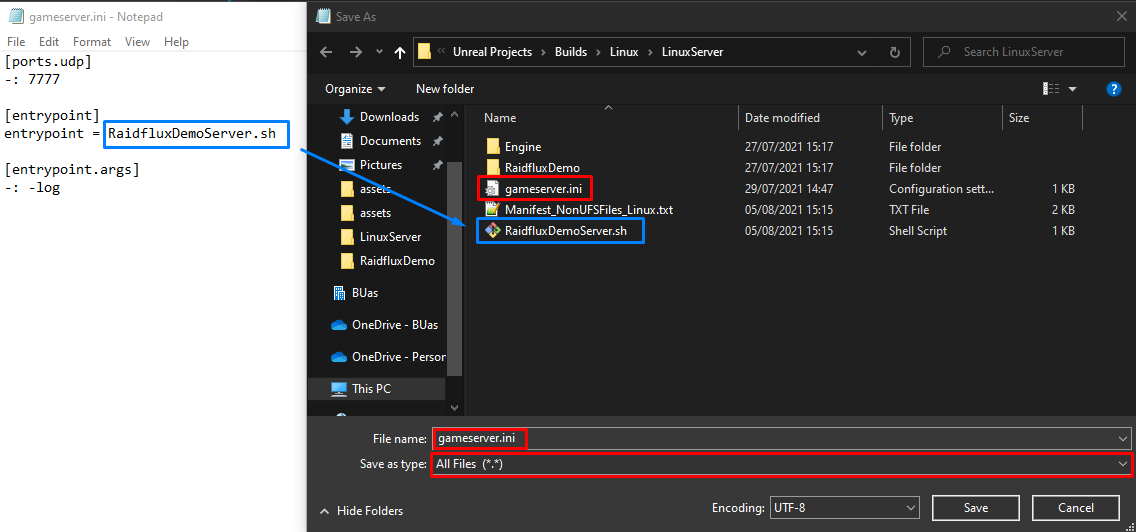 gameserver.ini - Notepad
File Edit Format View Help
[ports.udp]
-: 7777
[entrypoint]
entrypoint = RaidfluxDemoServer.sh
[entrypoint.args]
-: -log
Save As
Unreal Projects Builds Linux LinuxServer
Search LinuxServer
Organize New folder
Downloads
Documents
Pictures
assets
assets
LinuxServer
RaidfluxDemo
BUas
OneDrive - BUas
OneDrive - Person
This PC
Name Date modified Type Size
Engine 27/07/2021 15:17 File folder
RaidfluxDemo 27/07/2021 15:17 File folder
gameserver.ini 29/07/2021 14:47 Configuration sett... 1 KB
Manifest_NonUFSFiles_Linux.txt 05/08/2021 15:15 TXT File 2 KB
RaidfluxDemoServer.sh 05/08/2021 15:15 Shell Script 1 KB
File name: gameserver.ini
Save as type: All Files (*.*)
Hide Folders
Encoding: UTF-8
Save Cancel